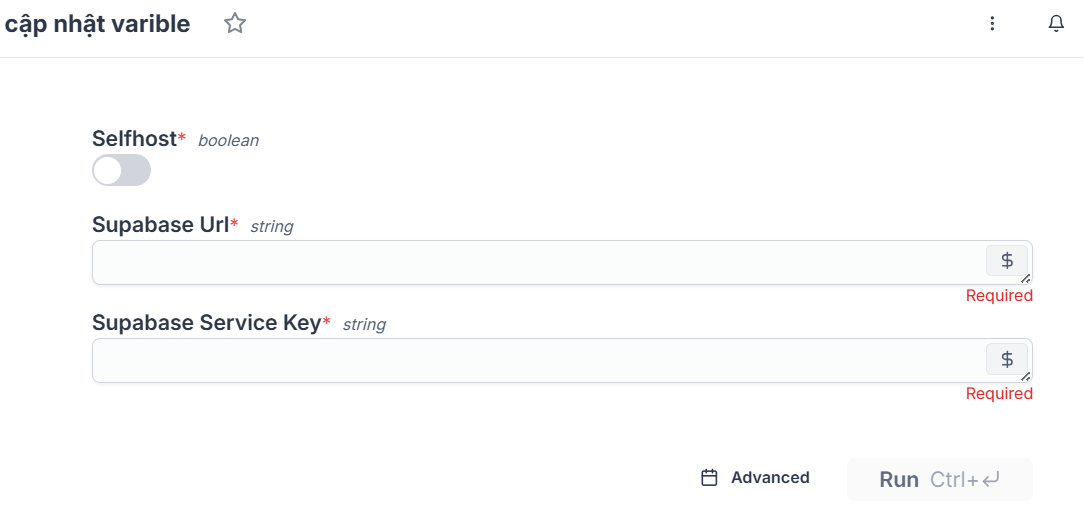 cập nhật varible
Selfhost* boolean
Supabase Url* string
$
Required
Supabase Service Key* string
$
Required
Advanced
Run Ctrl+↵